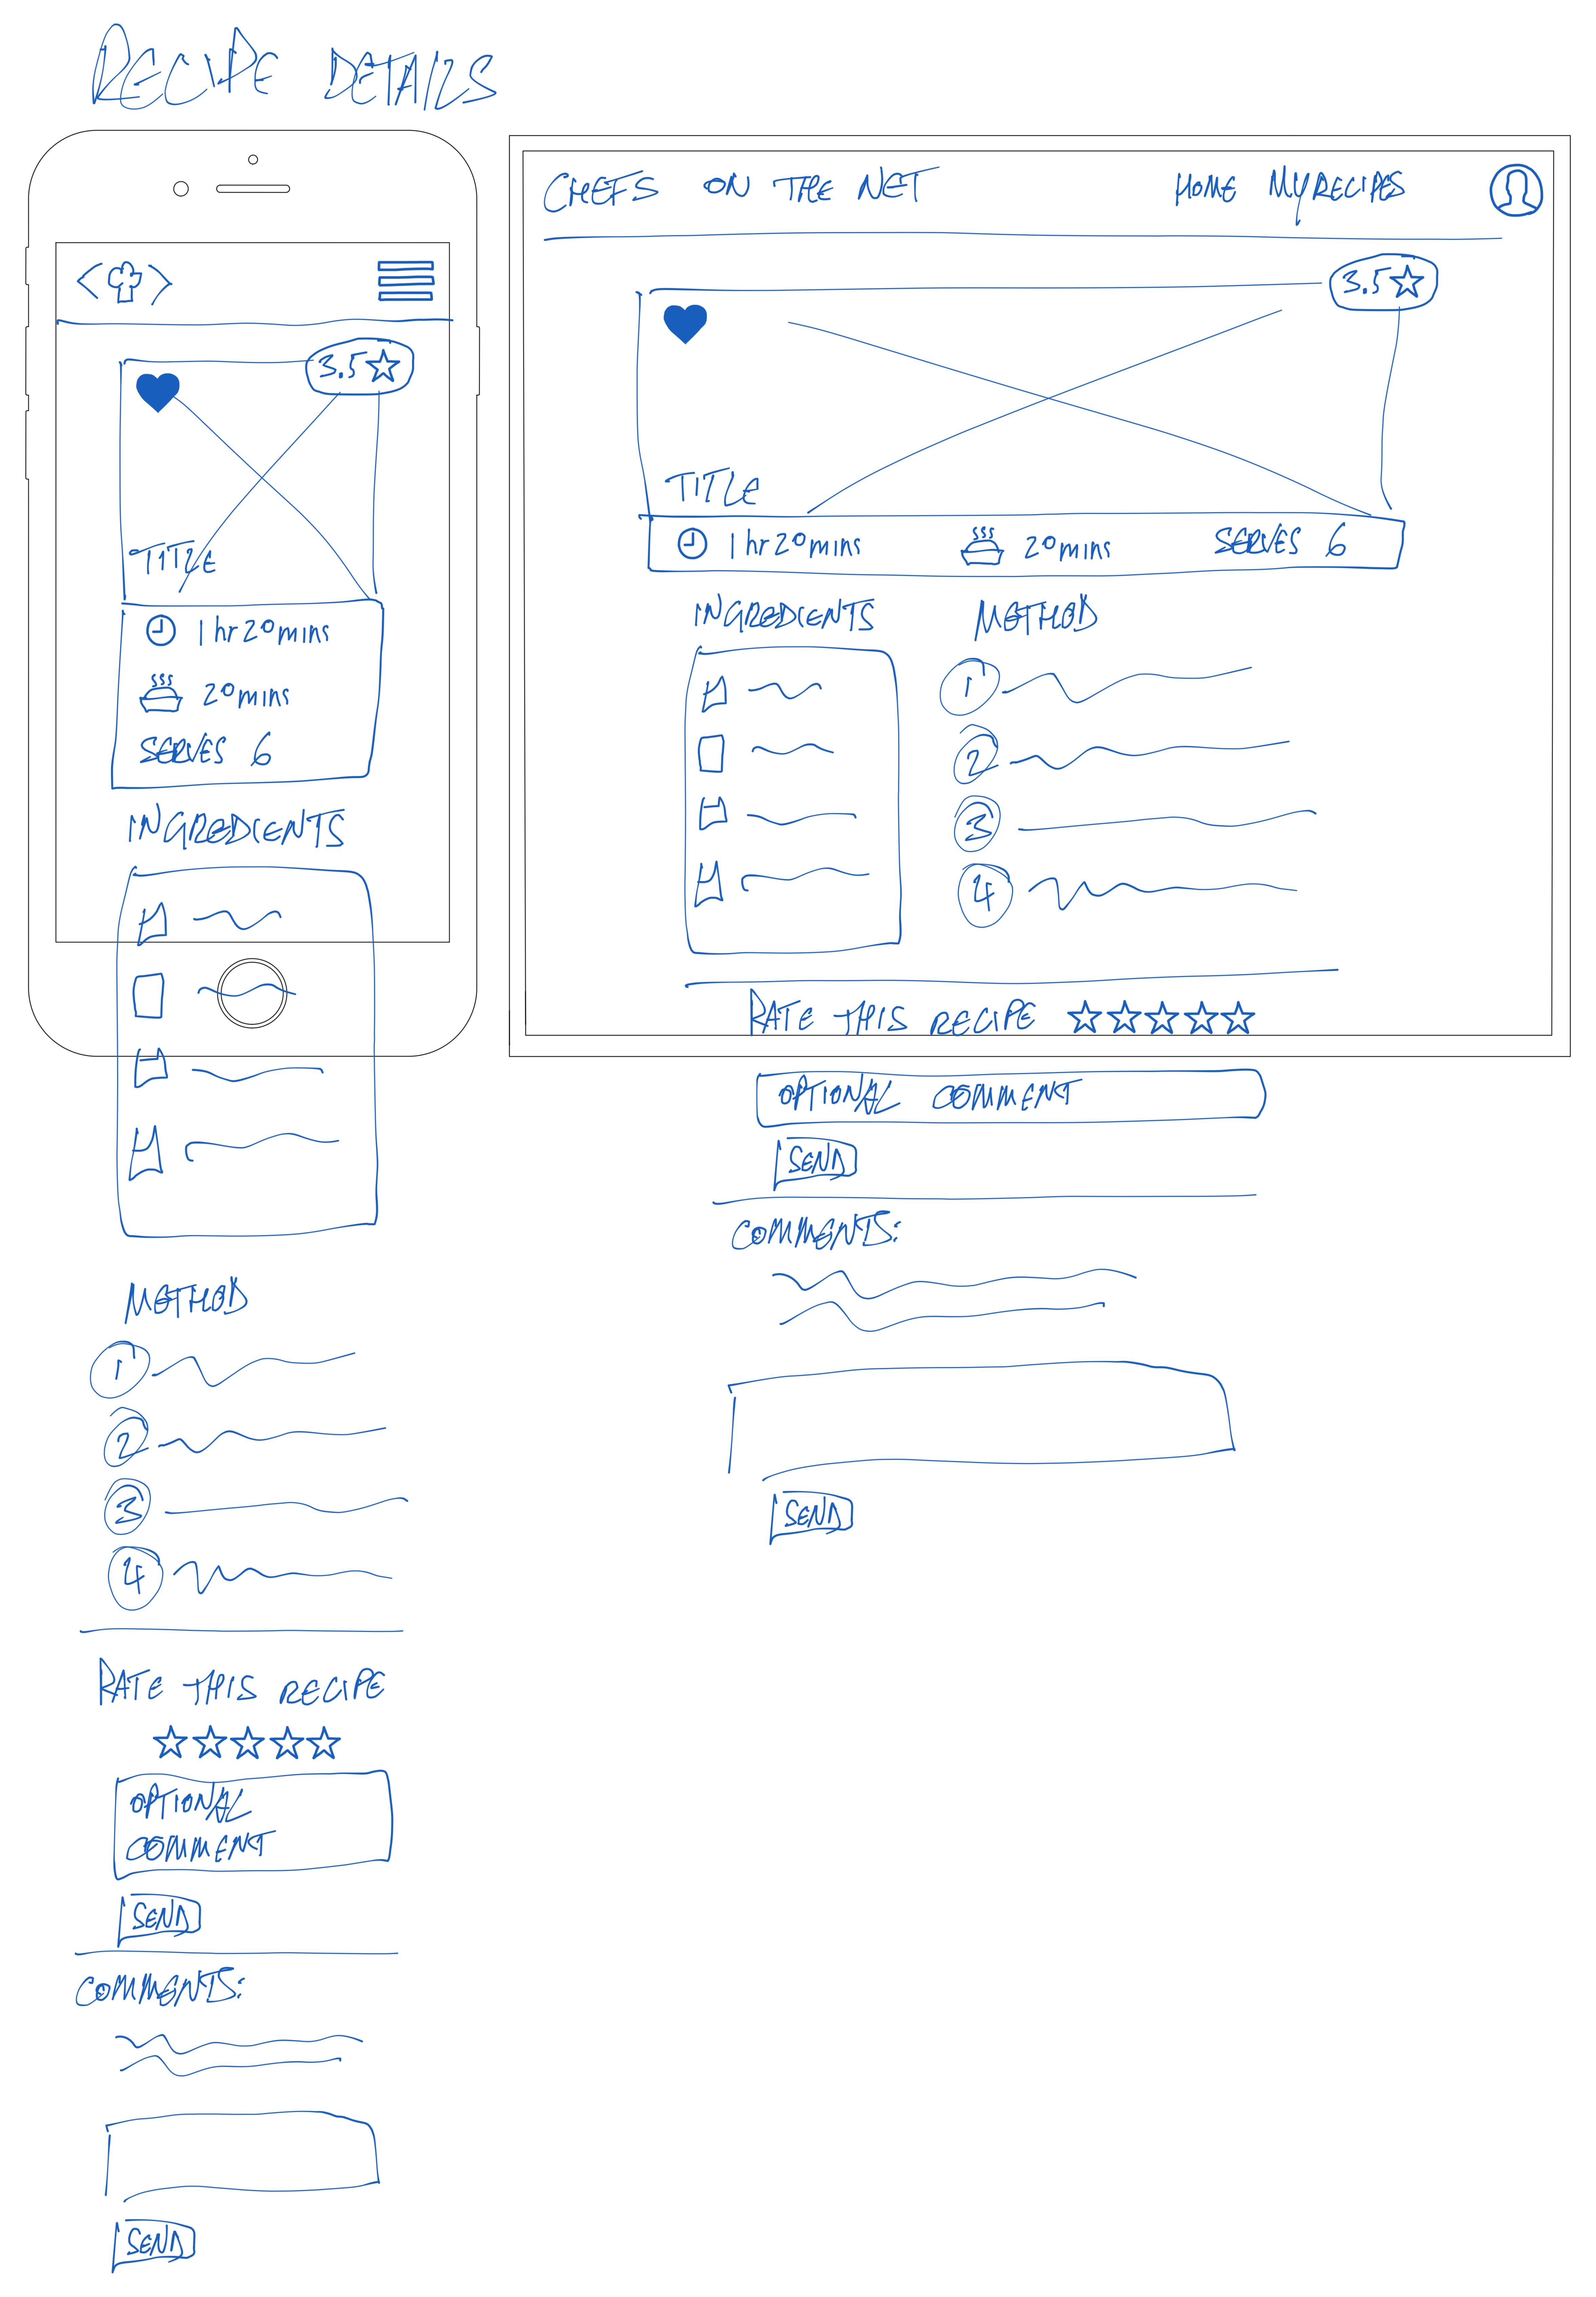 RECIPE DETAILS
3.5
TITLE
1 hr 20 mins
20 mins
SERVES 6
INGREDIENTS
METHOD
1
2
3
4
RATE THIS RECIPE
OPTIONAL
COMMENT
SEND
COMMENTS:
SEND
CHEFS ON THE NET
HOME MY RECIPES
3.5
TITLE
1 hr 20 mins 20 mins SERVES 6
INGREDIENTS METHOD
1
2
3
4
RATE THIS RECIPE
OPTIONAL COMMENT
SEND
COMMENTS:
SEND